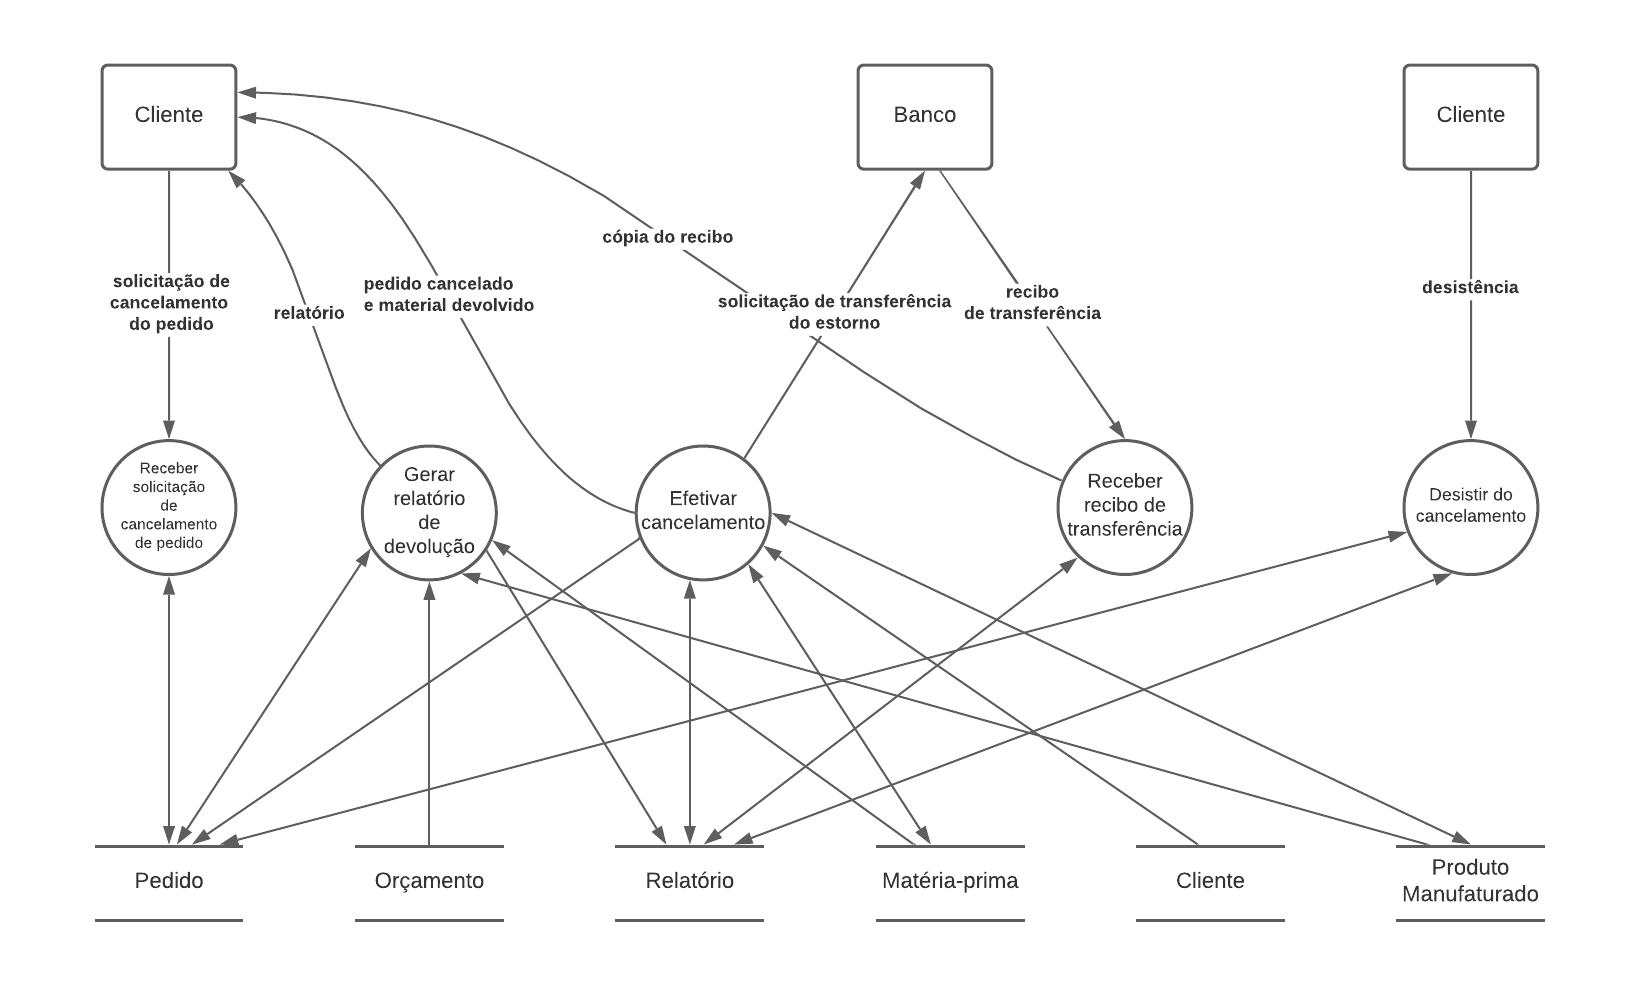 Cliente
Banco
Cliente
cópia do recibo
solicitação de
cancelamento
do pedido
relatório
pedido cancelado
e material devolvido
solicitação de transferência
do estorno
recibo
de transferência
desistência
Receber
solicitação
de
cancelamento
de pedido
Gerar
relatório
de
devolução
Efetivar
cancelamento
Receber
recibo de
transferência
Desistir do
cancelamento
Pedido
Orçamento
Relatório
Matéria-prima
Cliente
Produto
Manufaturado